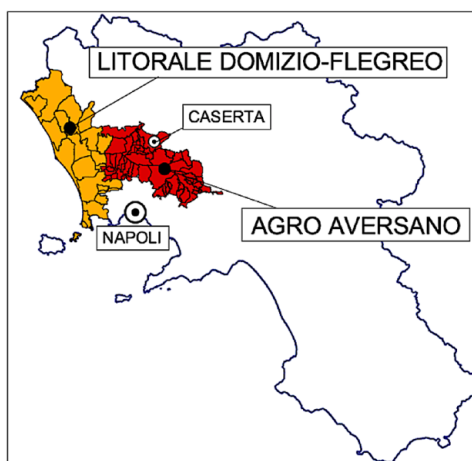 LITORALE DOMIZIO-FLEGREO
CASERTA
AGRO AVERSANO
NAPOLI